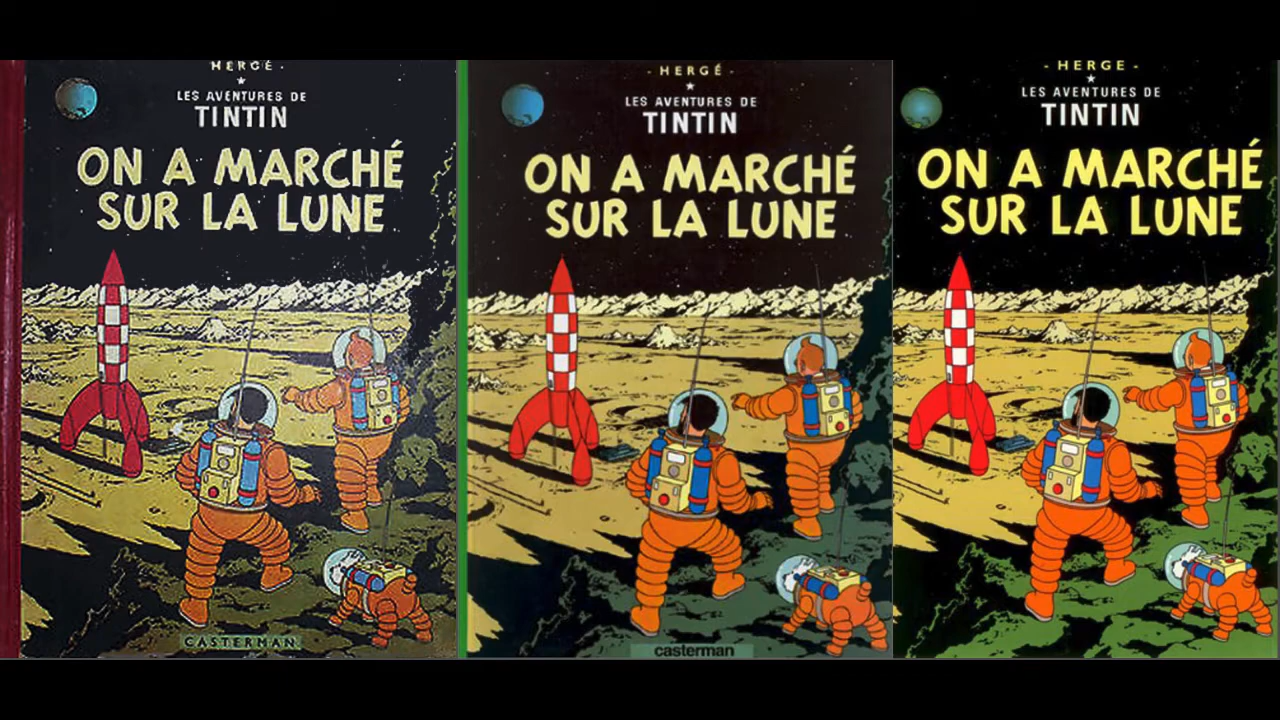 HERGÉ -
LES AVENTURES DE
TINTIN
ON A MARCHÉ
SUR LA LUNE
CASTERMAN
- HERGÉ -
LES AVENTURES DE
TINTIN
ON A MARCHÉ
SUR LA LUNE
casterman
- HERGE -
LES AVENTURES DE
TINTIN
ON A MARCHÉ
SUR LA LUNE